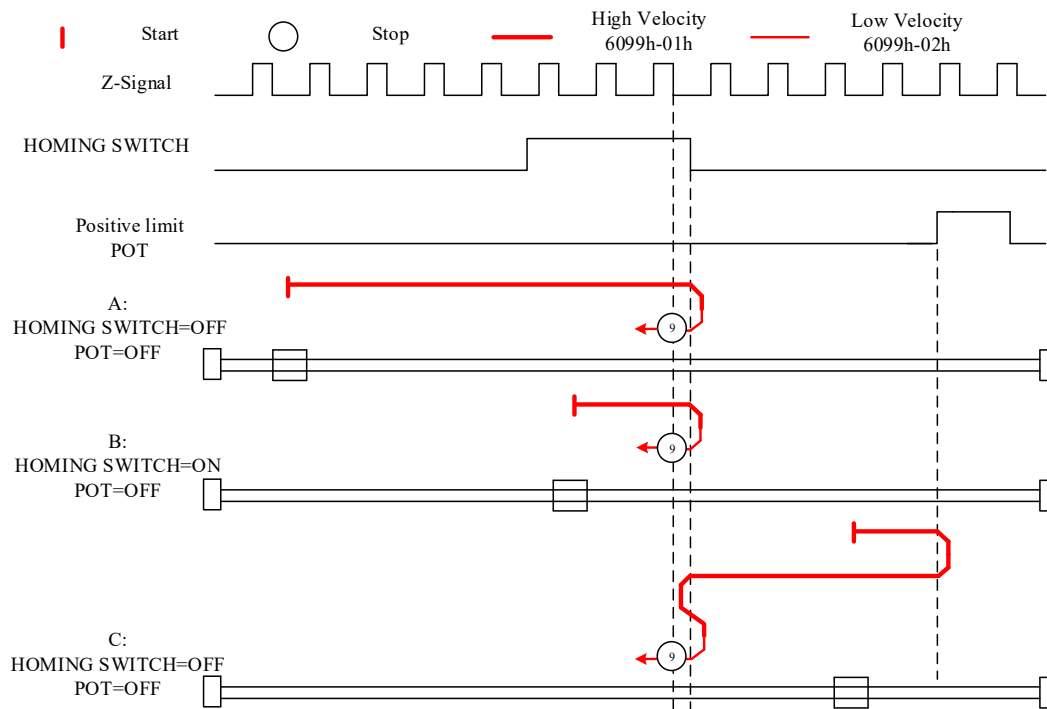 Start
Stop
High Velocity
6099h-01h
Low Velocity
6099h-02h
Z-Signal
HOMING SWITCH
Positive limit
POT
A:
HOMING SWITCH=OFF
POT=OFF
9
B:
HOMING SWITCH=ON
POT=OFF
9
C:
HOMING SWITCH=OFF
POT=OFF
9